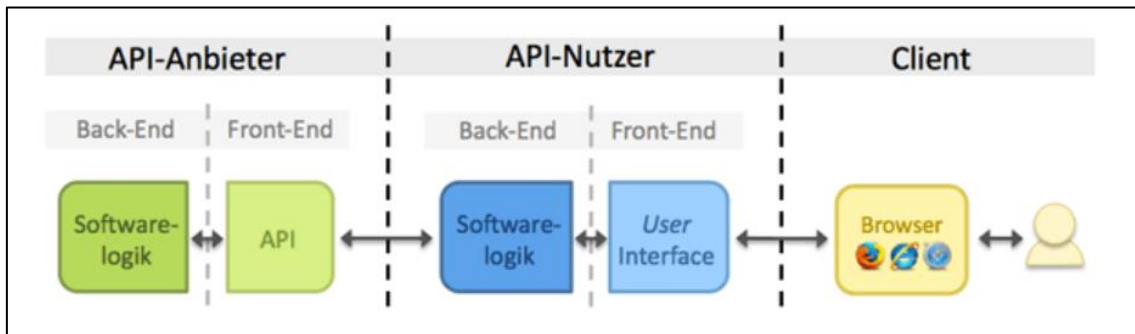 API-Anbieter
API-Nutzer
Client
Back-End
Front-End
Back-End
Front-End
Software-
logik
API
Software-
logik
User
Interface
Browser